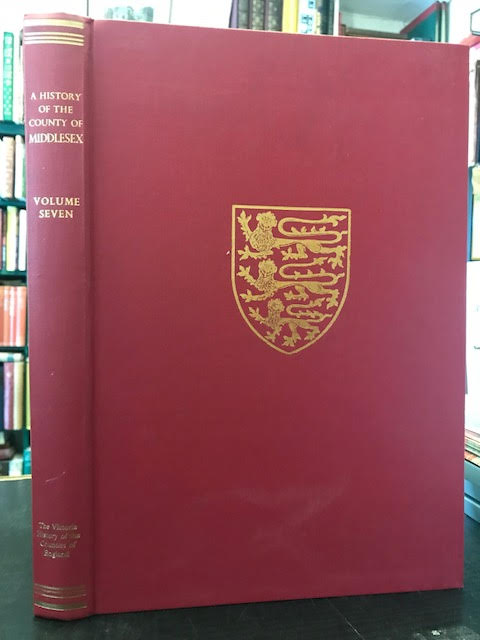 A HISTORY
OF THE
COUNTY OF
MIDDLESEX
VOLUME
SEVEN
The Victoria
History of the
Counties of
England